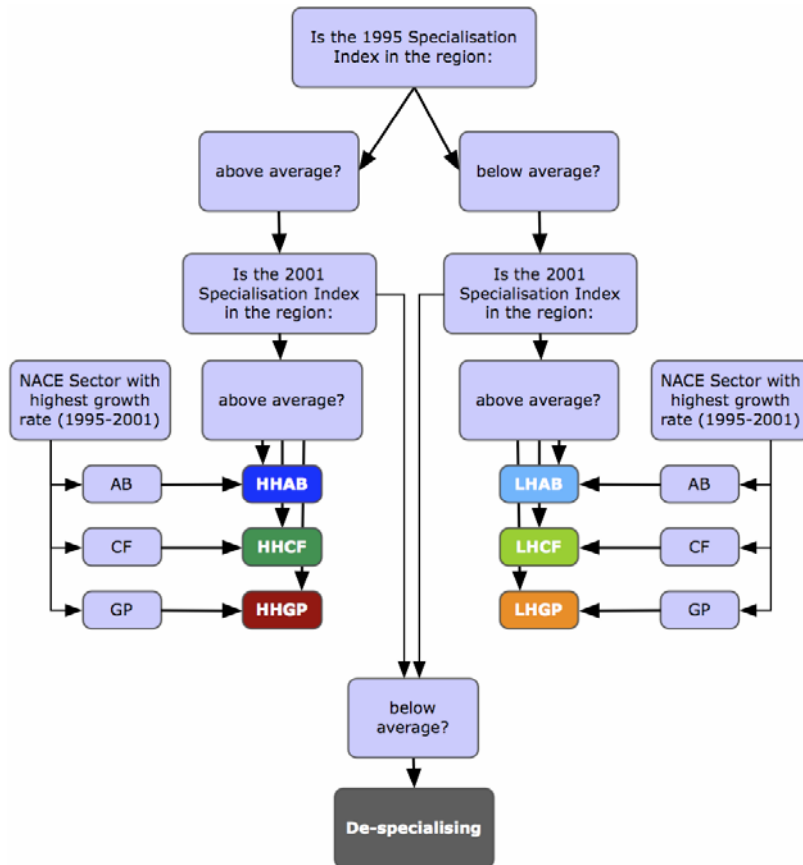 Is the 1995 Specialisation
Index in the region:
above average?
below average?
Is the 2001
Specialisation Index
in the region:
Is the 2001
Specialisation Index
in the region:
NACE Sector with
highest growth
rate (1995-2001)
above average?
above average?
NACE Sector with
highest growth
rate (1995-2001)
AB
HHAB
LHAB
AB
CF
HHCF
LHCF
CF
GP
HHGP
LHGP
GP
below
average?
De-specialising